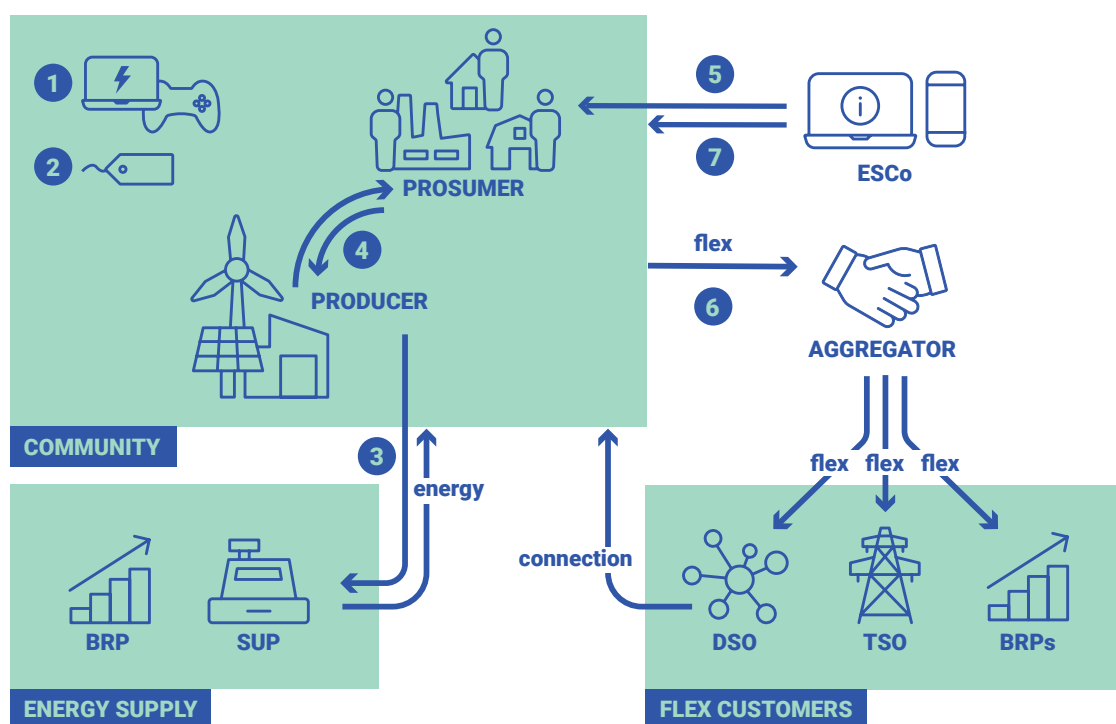 1
2
PROSUMER
4
PRODUCER
COMMUNITY
5
7
i
ESCo
flex
6
AGGREGATOR
3
energy
BRP
SUP
ENERGY SUPPLY
connection
flex flex flex
DSO
TSO
BRPs
FLEX CUSTOMERS